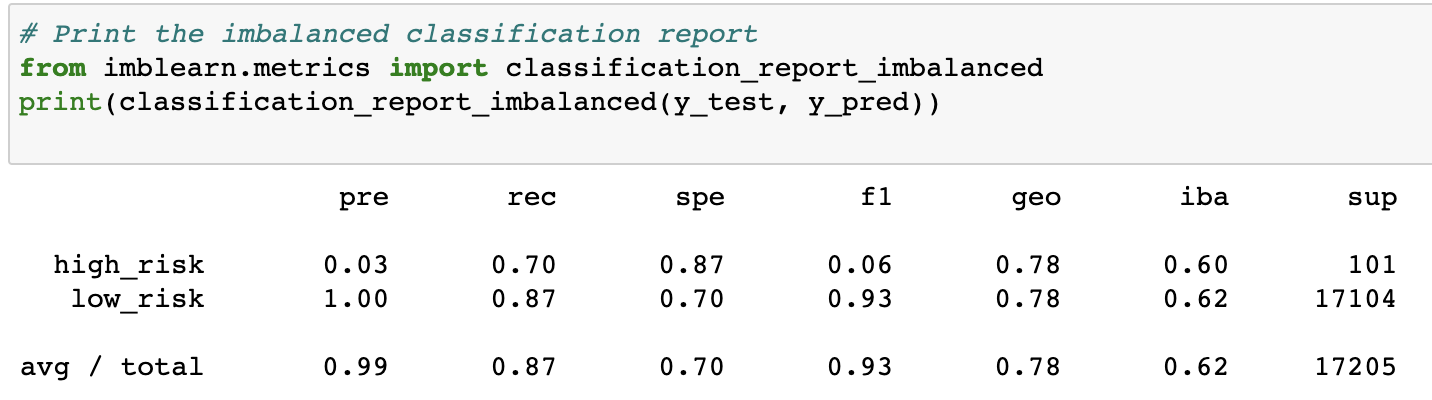 # Print the imbalanced classification report
from imblearn.metrics import classification_report_imbalanced
print(classification_report_imbalanced(y_test, y_pred))
pre rec spe f1 geo iba sup
high_risk 0.03 0.70 0.87 0.06 0.78 0.60 101
low_risk 1.00 0.87 0.70 0.93 0.78 0.62 17104
avg / total 0.99 0.87 0.70 0.93 0.78 0.62 17205